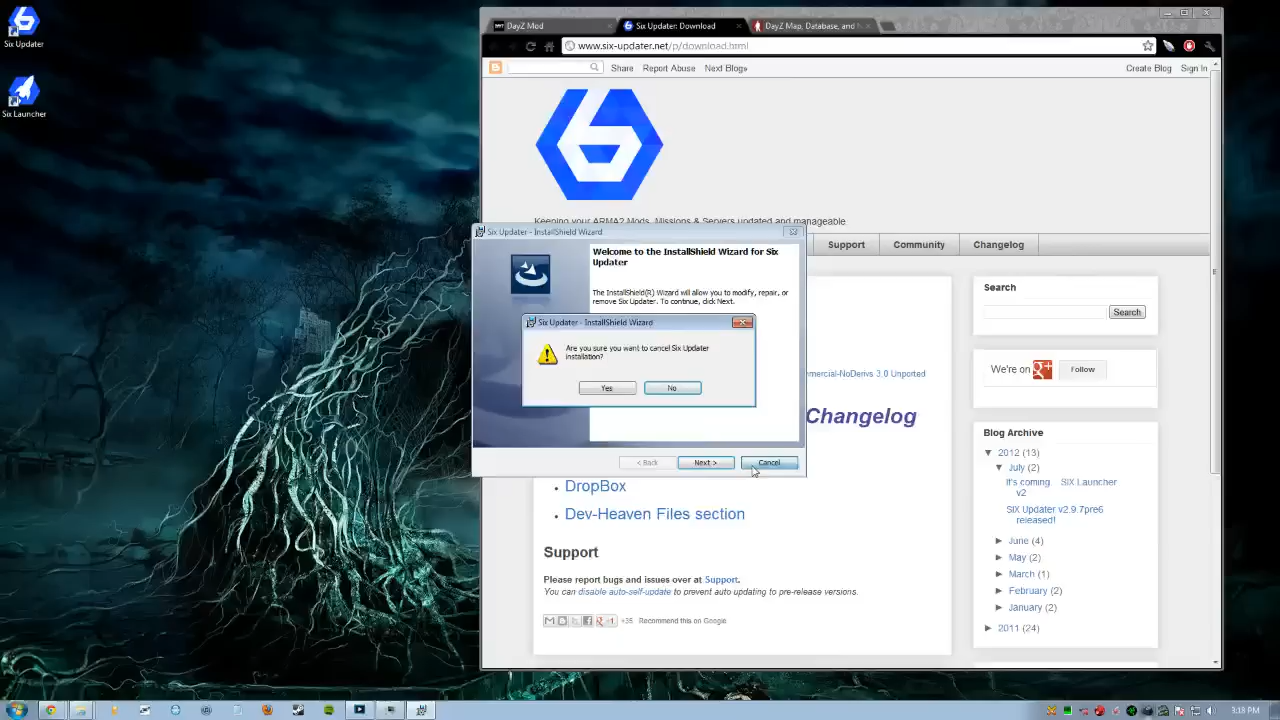 Six Updater
Six Launcher
DayZ Mod
Six Updater: Download
DayZ Map, Database, and
www.six-updater.net/p/download.html
Share
Report Abuse
Next Blog»
Create Blog
Sign In
Keeping your ARMA2 Mods, Missions & Servers updated and manageable
Support
Community
Changelog
Six Updater - InstallShield Wizard
Welcome to the InstallShield Wizard for Six
Updater
The InstallShield(R) Wizard will allow you to modify, repair, or
remove Six Updater. To continue, click Next.
Six Updater - InstallShield Wizard
Are you sure you want to cancel Six Updater
installation?
Yes
No
< Back
Next >
Cancel
mmercial-NoDerivs 3.0 Unported
Changelog
DropBox
Dev-Heaven Files section
Support
Please report bugs and issues over at Support.
You can disable auto-self-update to prevent auto updating to pre-release versions.
+35 Recommend this on Google
Search
Search
We're on g+
Follow
Blog Archive
▼ 2012 (13)
▼ July (2)
It's coming SIX Launcher
v2
SIX Updater v2.9.7pre6
released!
► June (4)
► May (2)
► March (1)
► February (2)
► January (2)
► 2011 (24)
3:18 PM